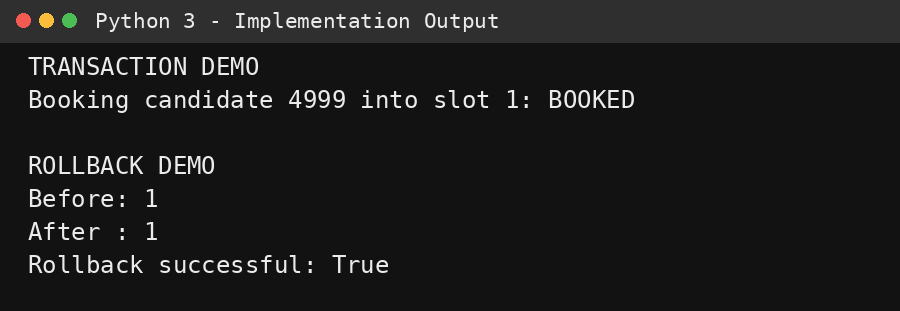 Python 3 - Implementation Output
TRANSACTION DEMO
Booking candidate 4999 into slot 1: BOOKED
ROLLBACK DEMO
Before: 1
After : 1
Rollback successful: True